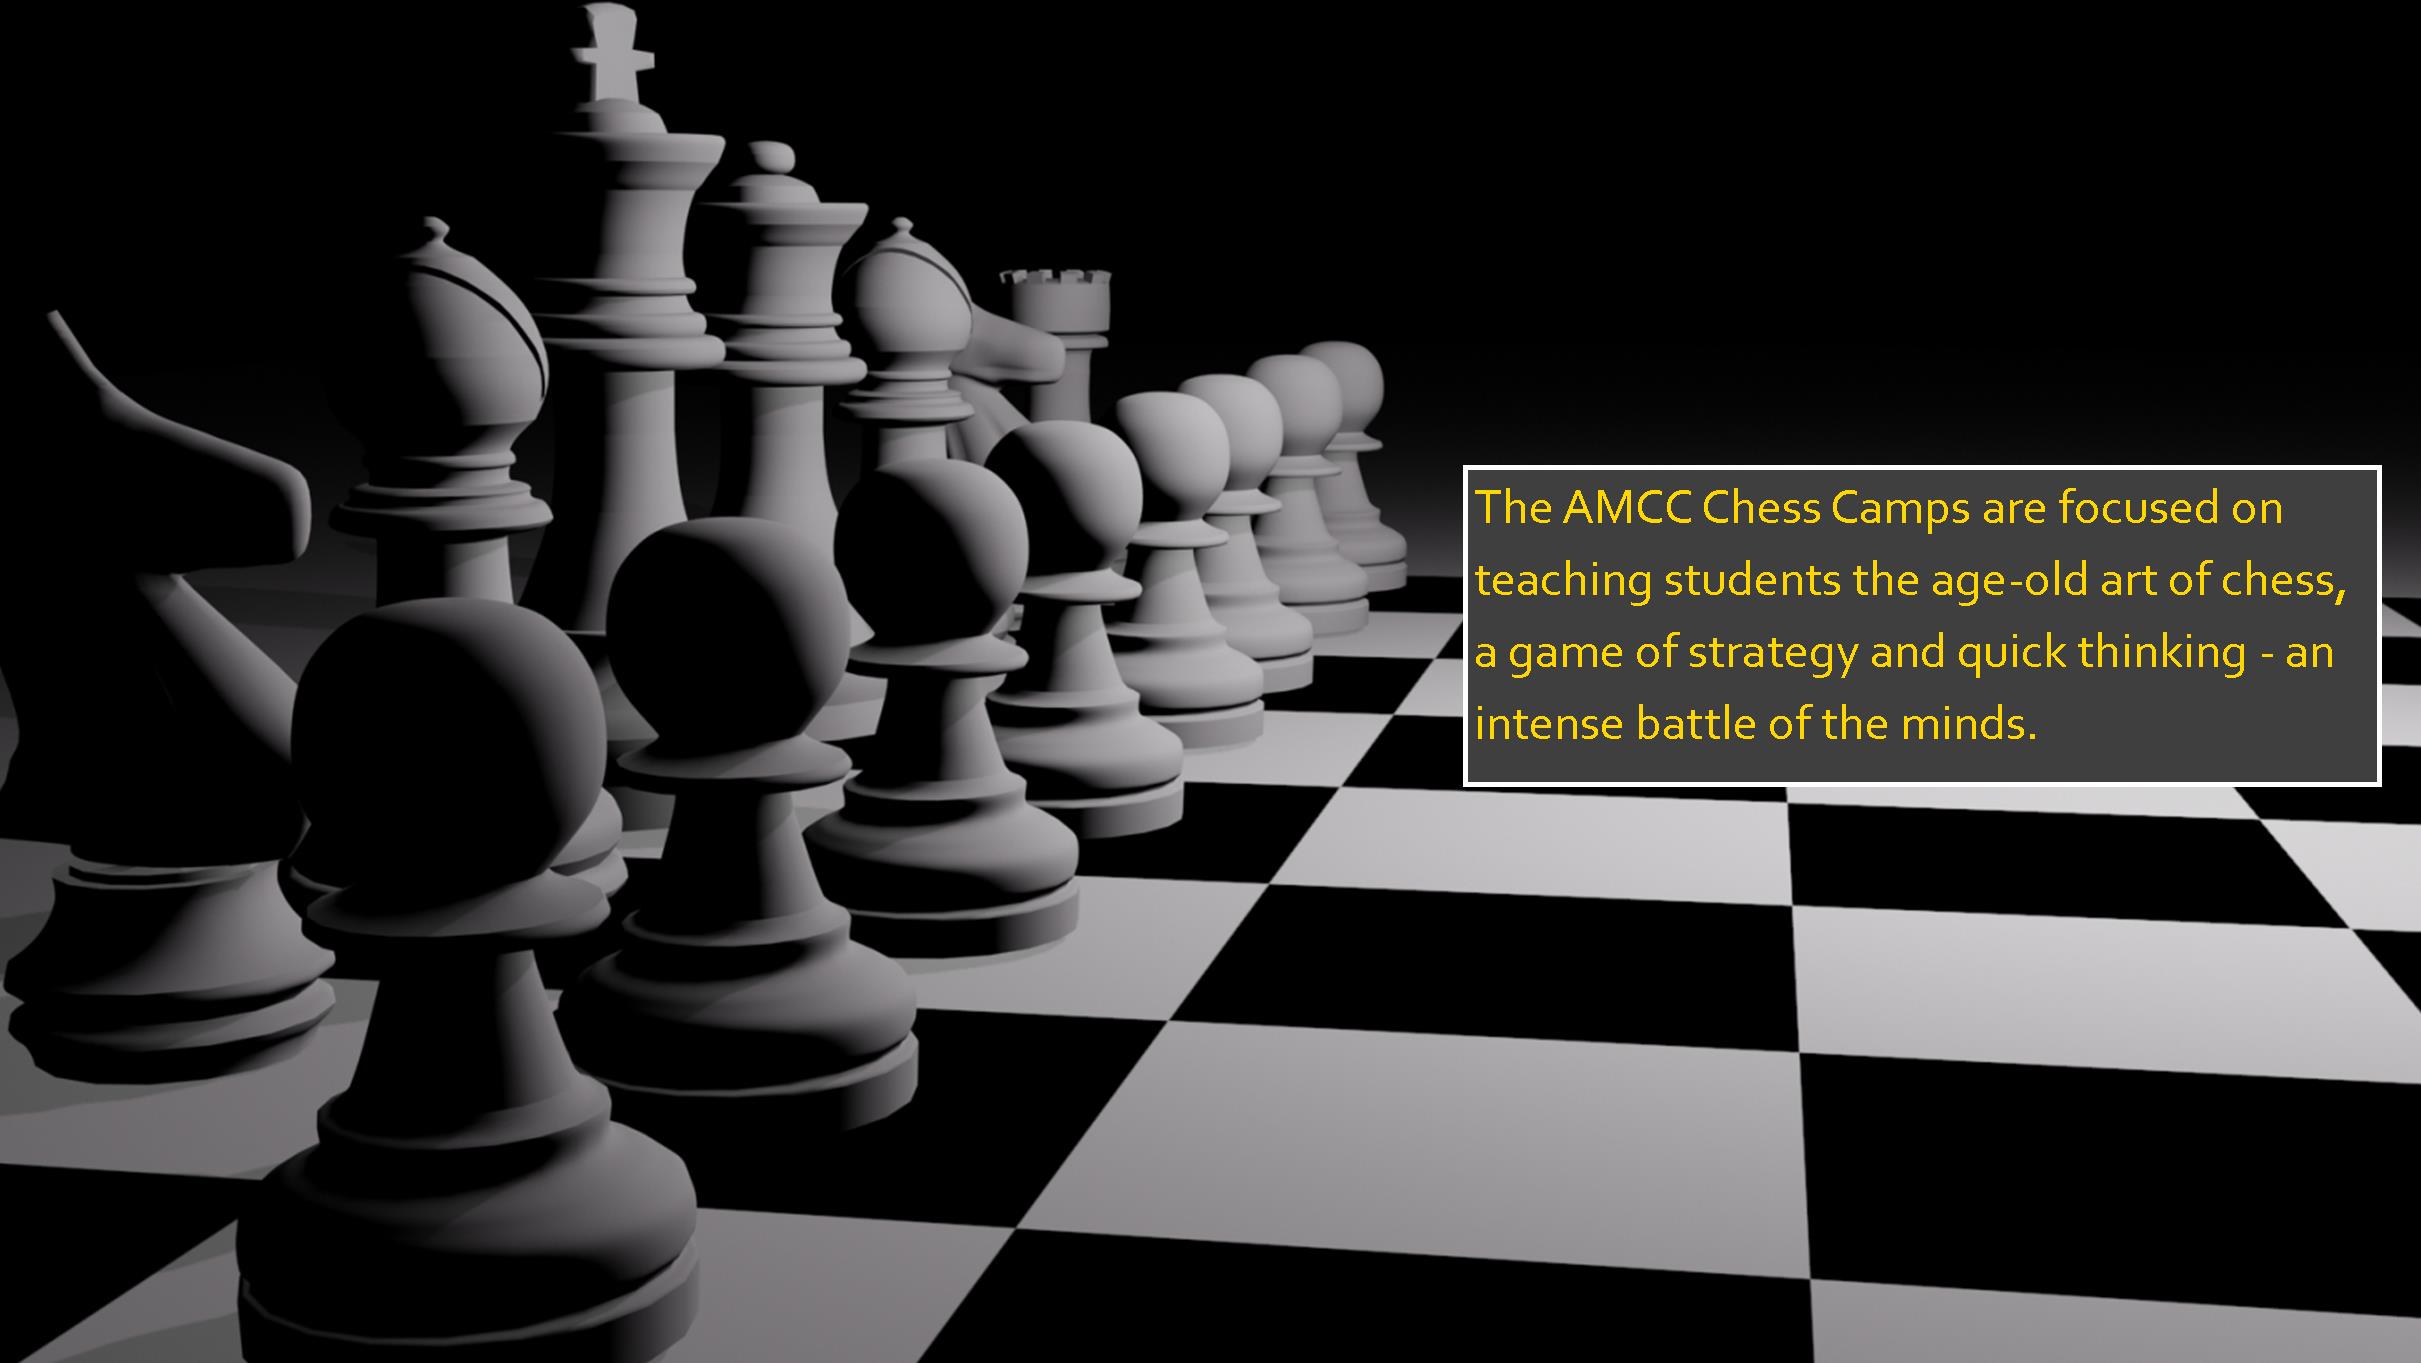 The AMCC Chess Camps are focused on
teaching students the age-old art of chess,
a game of strategy and quick thinking - an
intense battle of the minds.